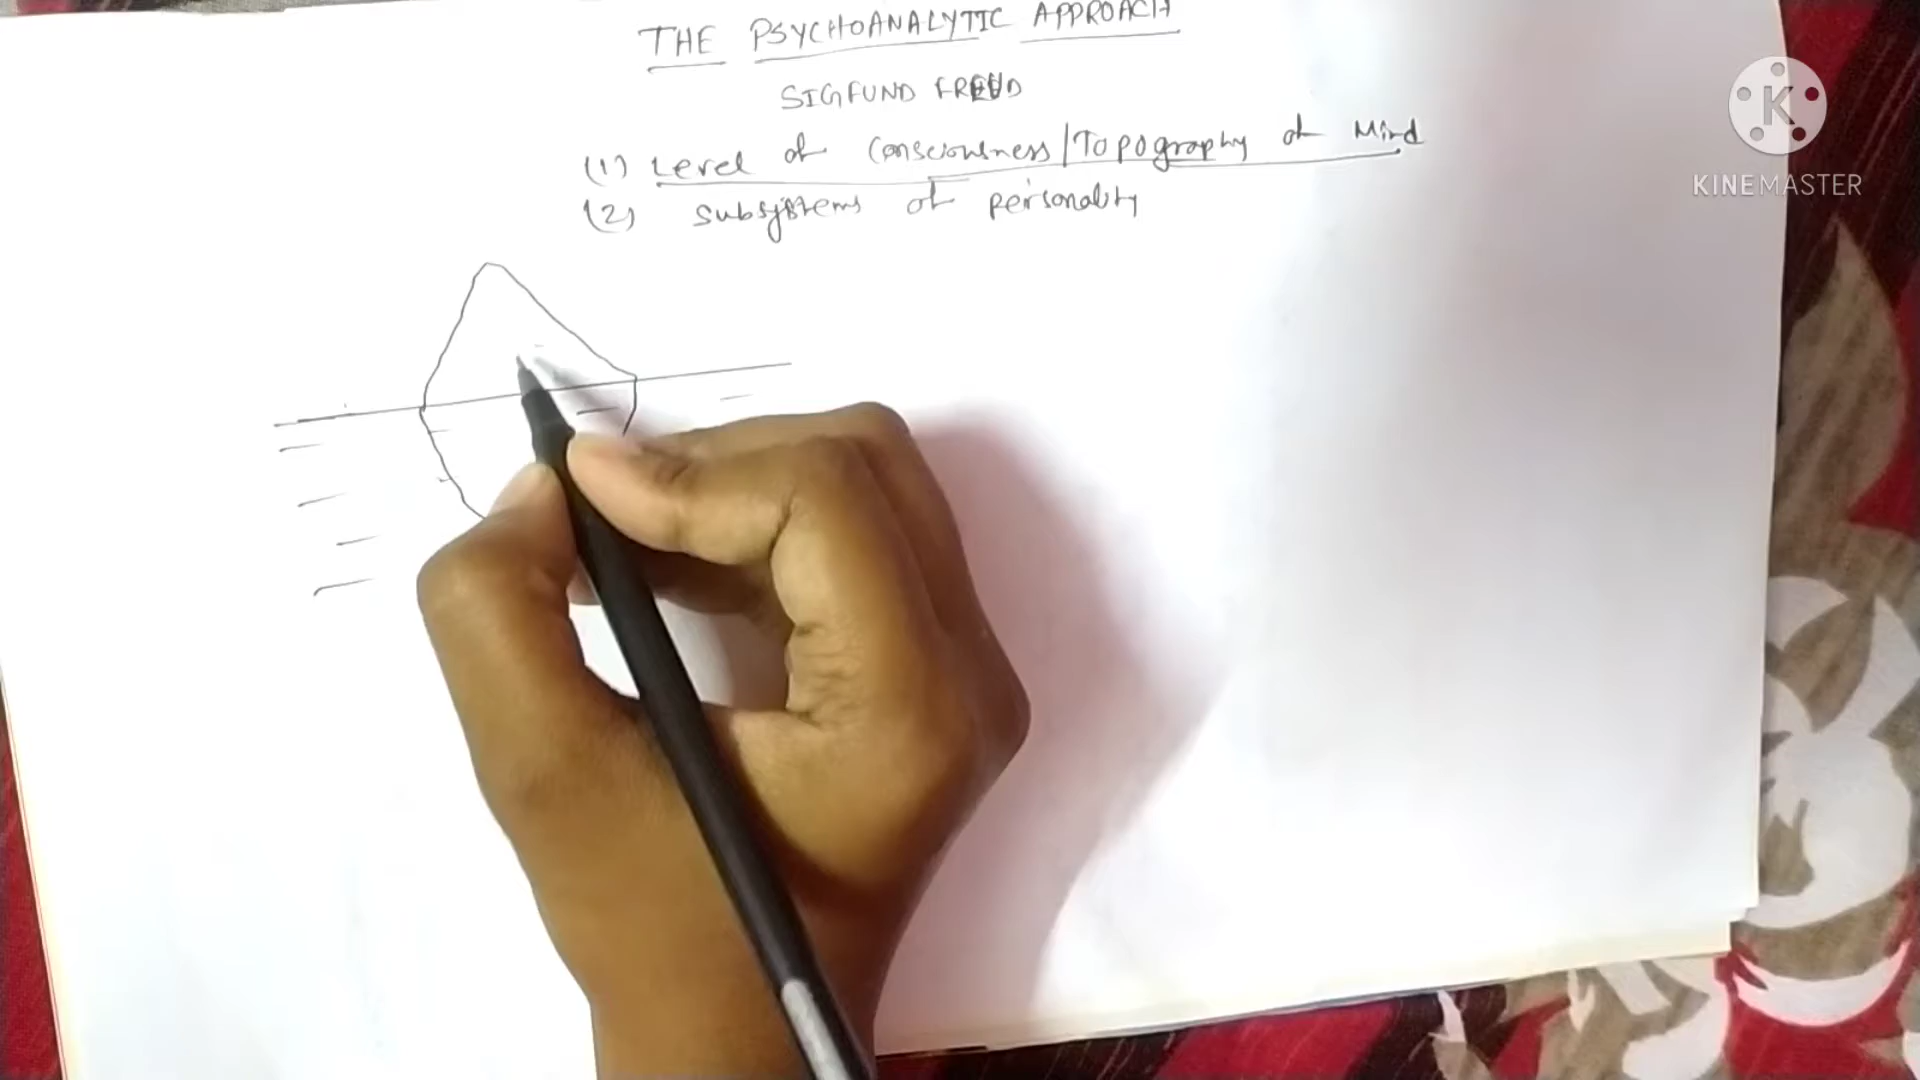 THE PSYCHOANALYTIC APPROACH
SIGFUND FREUD
(1) Level of Consciousness/Topography of Mind
(2) subsystems of personality
K
KINEMASTER